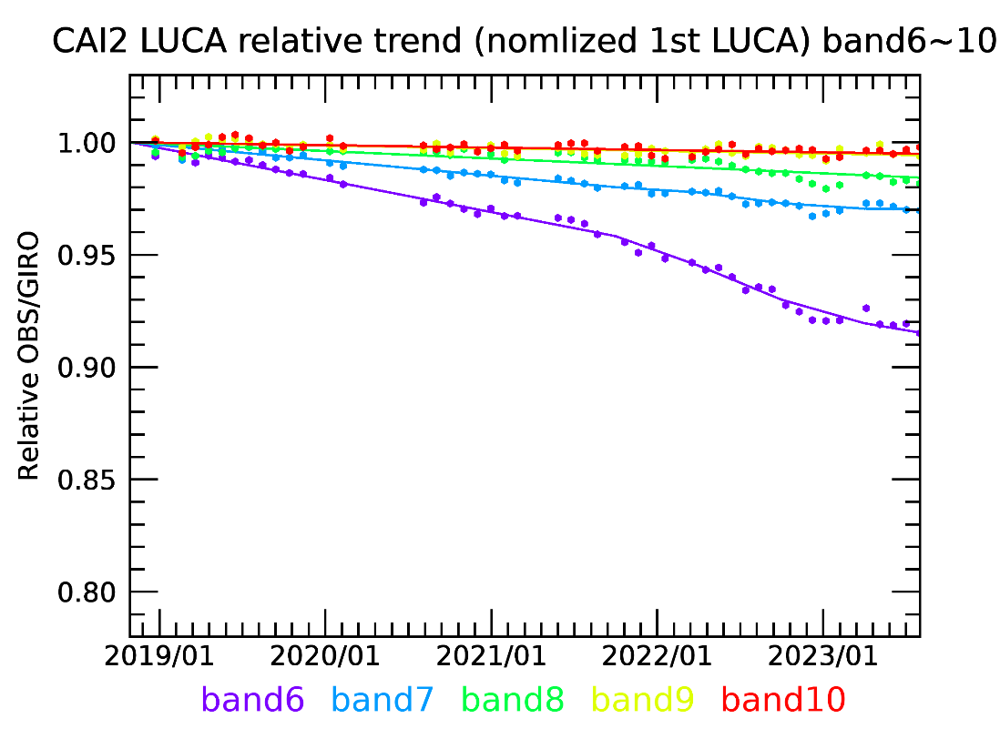 CAI2 LUCA relative trend (nomlized 1st LUCA) band6~10
Relative OBS/GIRO
1.00
0.95
0.90
0.85
0.80
2019/01 2020/01 2021/01 2022/01 2023/01
band6 band7 band8 band9 band10